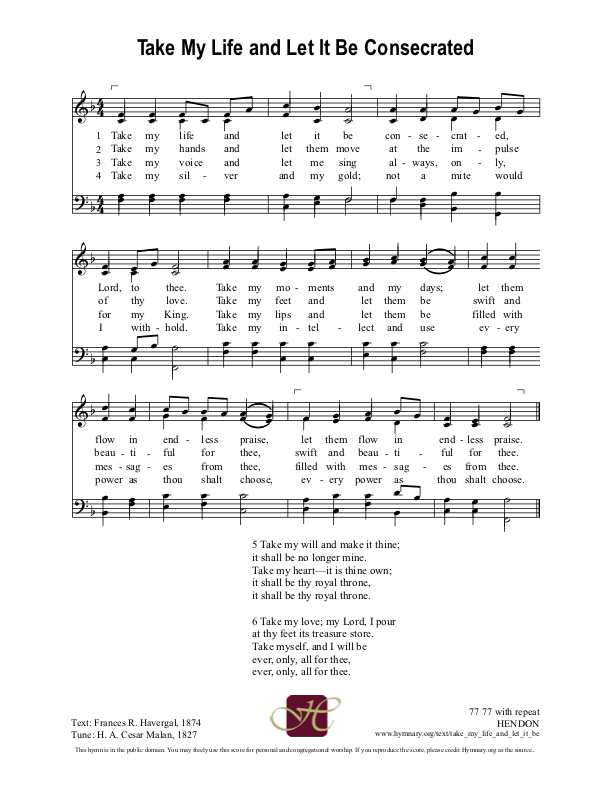 Take My Life and Let It Be Consecrated
1 Take my life and let it be con - se - crat - ed,
2 Take my hands and let them move at the im - pulse
3 Take my voice and let me sing al - ways, on - ly,
4 Take my sil - ver and my gold; not a mite would
Lord, to thee. Take my mo - ments and my days; let them
of thy love. Take my feet and let them be swift and
for my King. Take my lips and let them be filled with
I with - hold. Take my in - tel - lect and use ev - ery
flow in end - less praise, let them flow in end - less praise.
beau - ti - ful for thee, swift and beau - ti - ful for thee.
mes - sag - es from thee, filled with mes - sag - es from thee.
power as thou shalt choose, ev - ery power as thou shalt choose.
5 Take my will and make it thine;
it shall be no longer mine.
Take my heart—it is thine own;
it shall be thy royal throne,
it shall be thy royal throne.
6 Take my love; my Lord, I pour
at thy feet its treasure store.
Take myself, and I will be
ever, only, all for thee,
ever, only, all for thee.
Text: Frances R. Havergal, 1874
Tune: H. A. Cesar Malan, 1827
H
77 77 with repeat
HENDON
www.hymnary.org/text/take_my_life_and_let_it_be
This hymn is in the public domain. You may freely use this score for personal and congregational worship. If you reproduce the score, please credit Hymnary.org as the source.